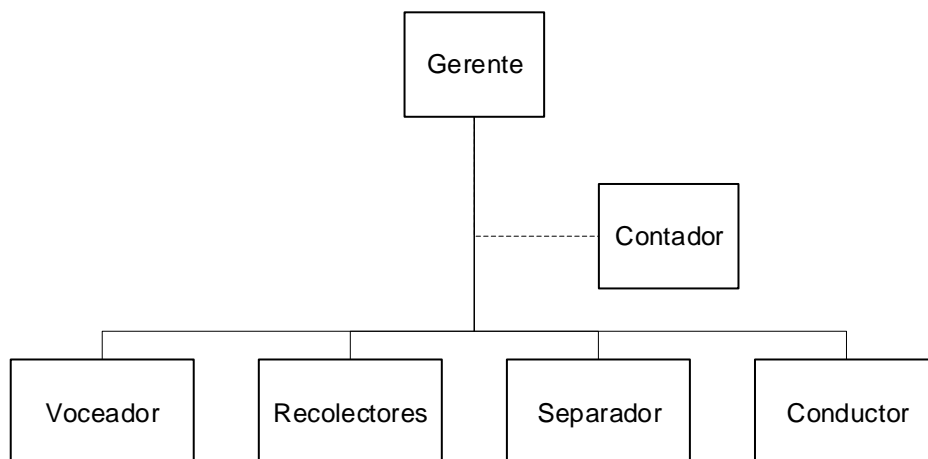 Gerente
Contador
Voceador
Recolectores
Separador
Conductor